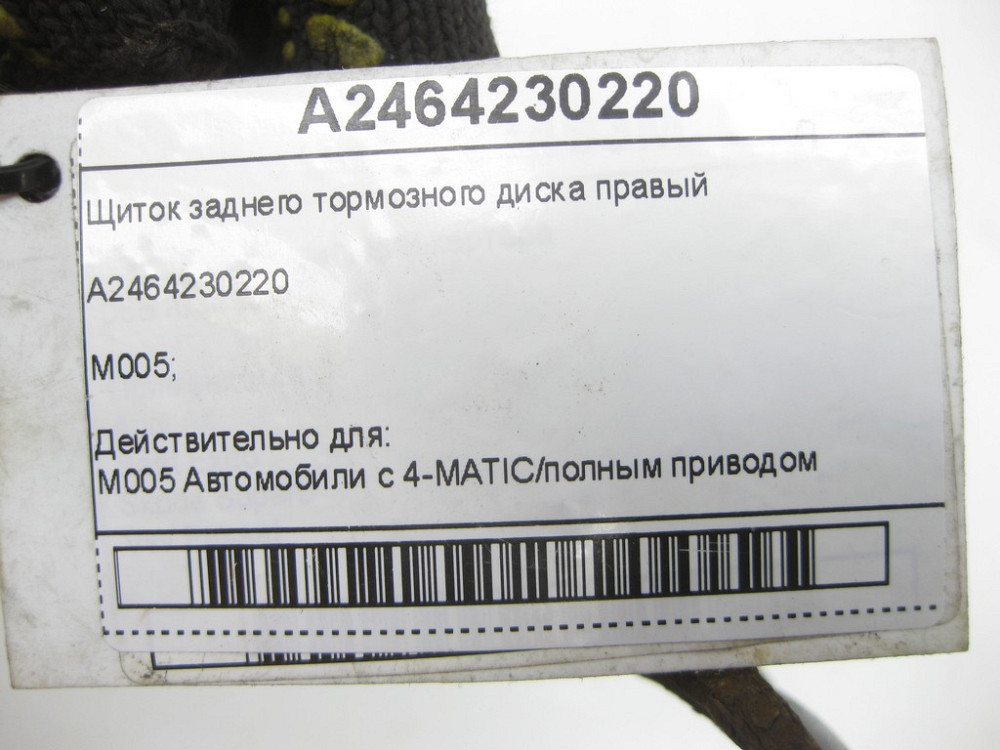 A2464230220
Щиток заднего тормозного диска правый
A2464230220
M005;
Действительно для:
M005 Автомобили с 4-MATIC/полным приводом